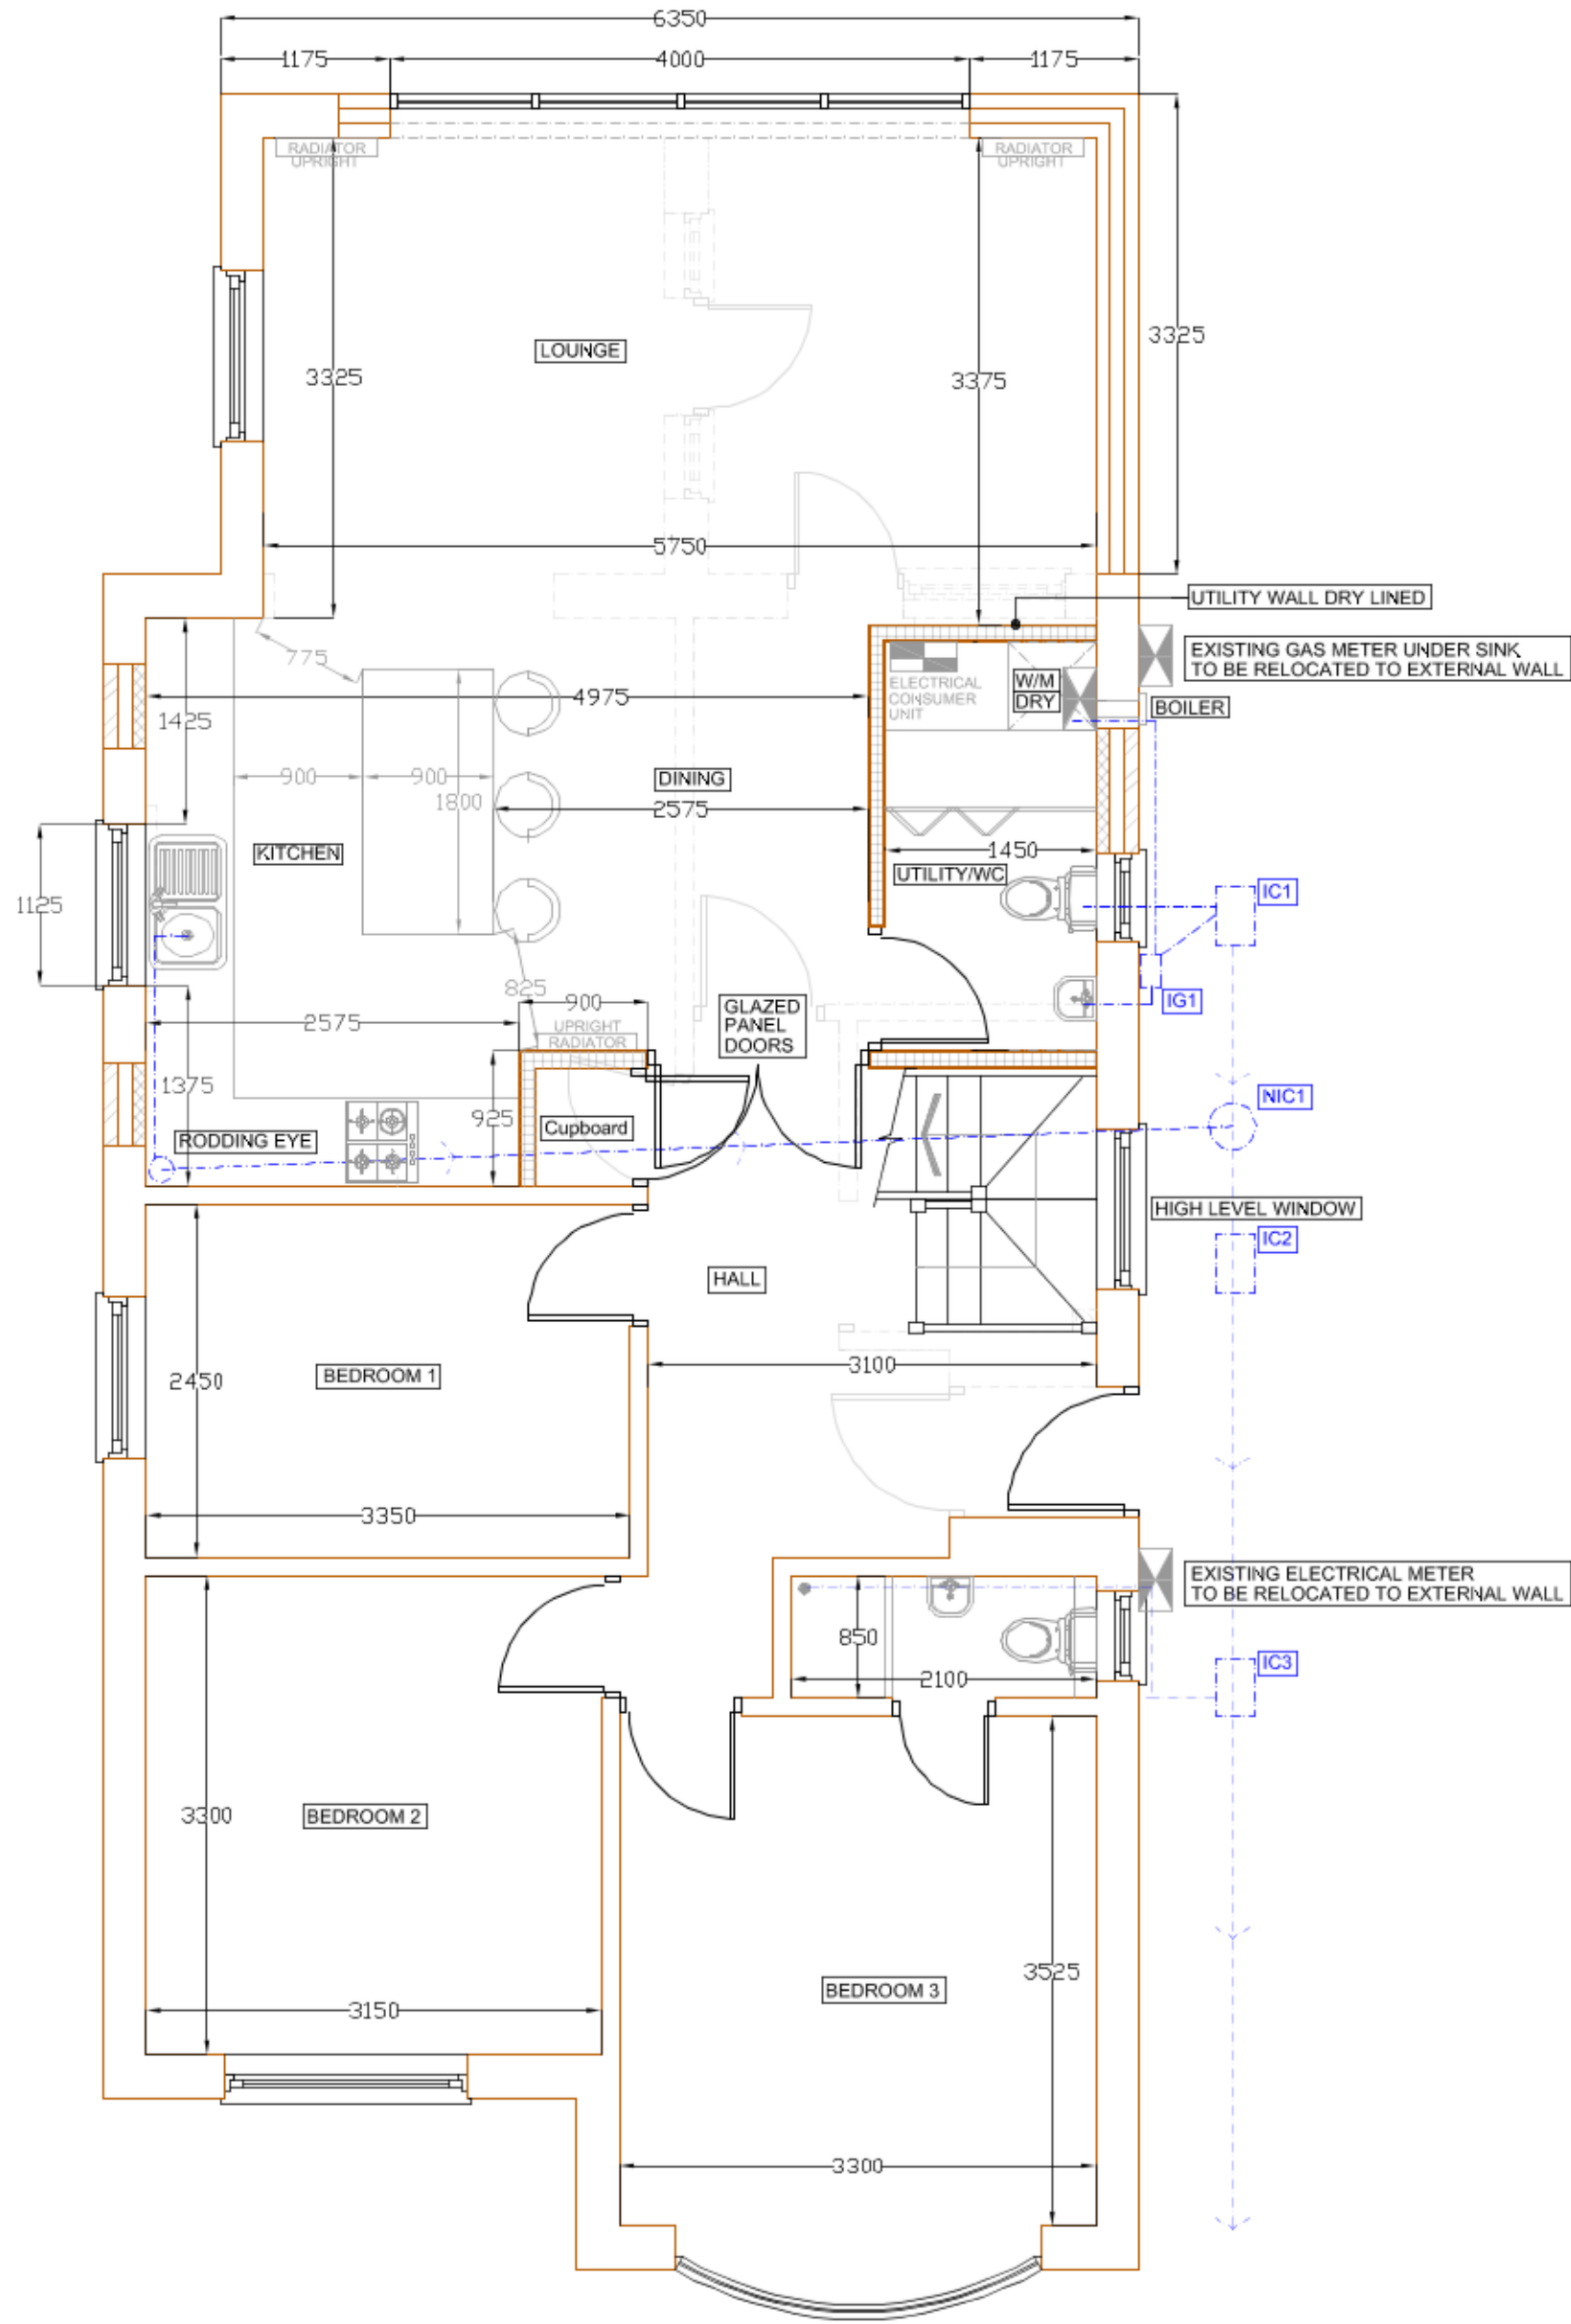 6350
1175
4000
1175
RADIATOR
UPRIGHT
RADIATOR
UPRIGHT
3325
LOUNGE
3325
3375
5750
UTILITY WALL DRY LINED
EXISTING GAS METER UNDER SINK
TO BE RELOCATED TO EXTERNAL WALL
775
ELECTRICAL
CONSUMER
UNIT
W/M
DRY
4975
BOILER
1425
900
900
1800
DINING
2575
KITCHEN
1450
UTILITY/WC
1125
IC1
825
900
GLAZED
PANEL
DOORS
IG1
2575
UPRIGHT
RADIATOR
1375
925
Cupboard
NIC1
RODDING EYE
HIGH LEVEL WINDOW
IC2
HALL
3100
BEDROOM 1
2450
3350
EXISTING ELECTRICAL METER
TO BE RELOCATED TO EXTERNAL WALL
850
IC3
2100
3300
BEDROOM 2
3525
BEDROOM 3
3150
3300